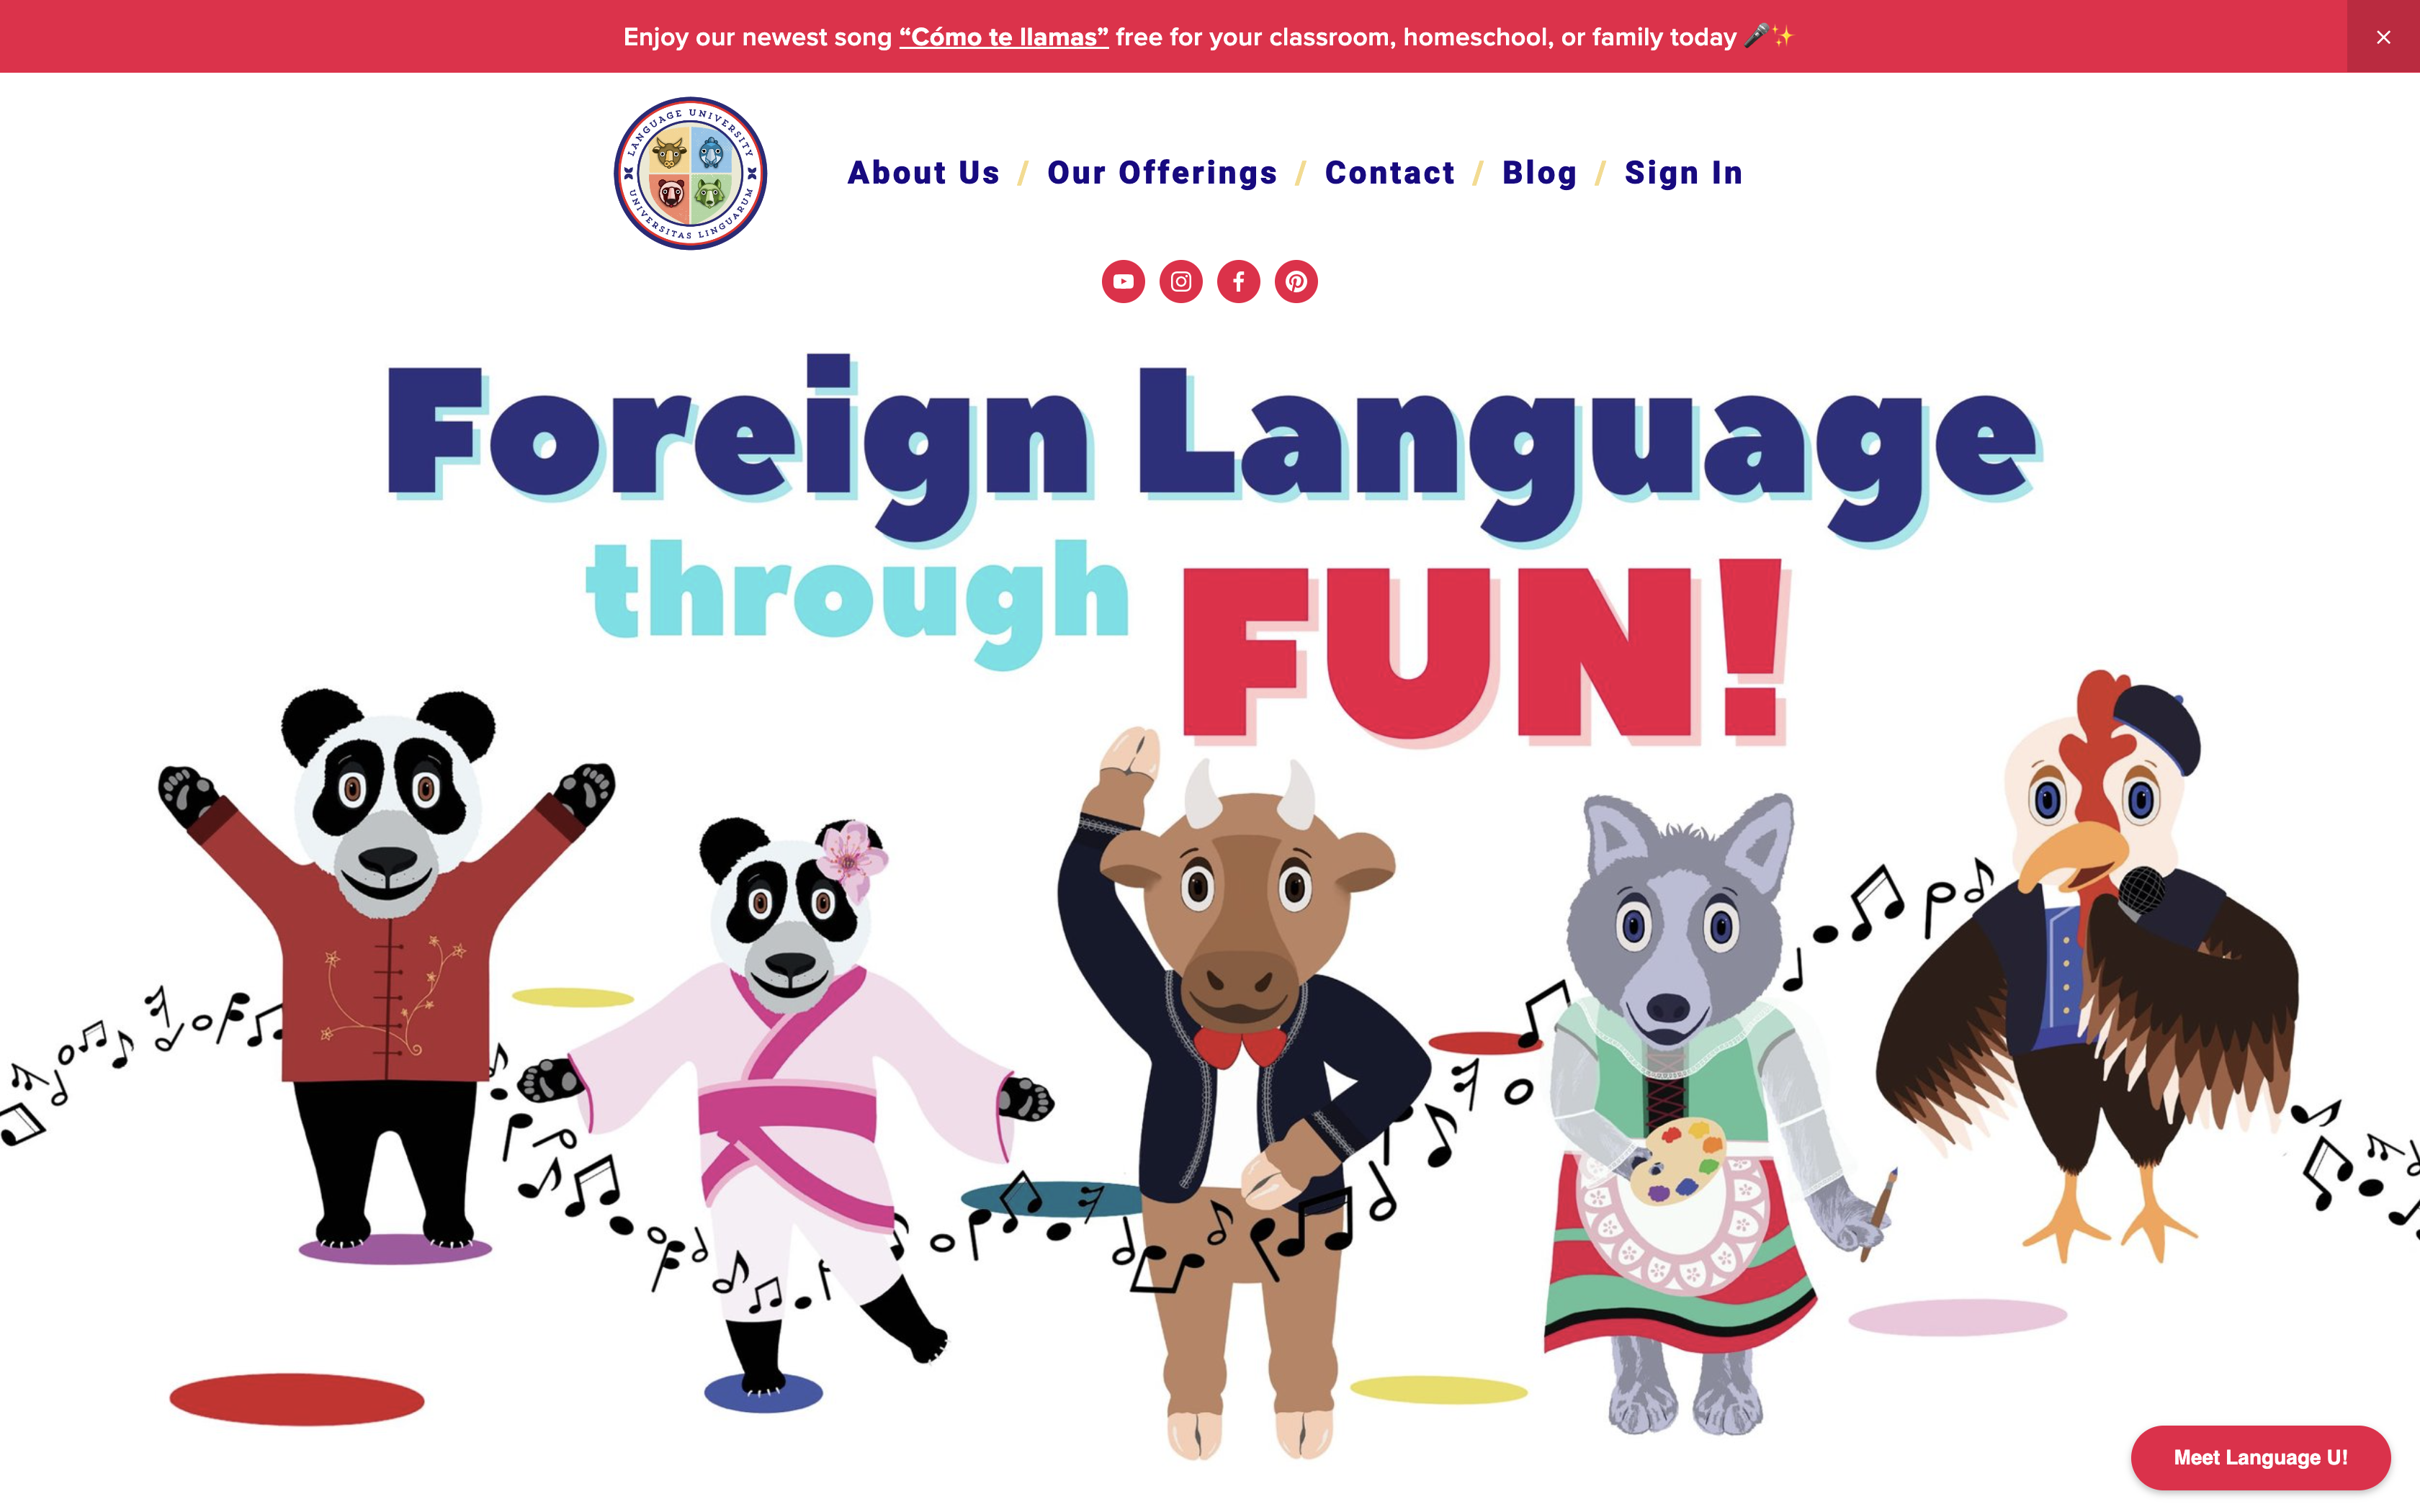 Enjoy our newest song “Cómo te llamas” free for your classroom, homeschool, or family today 🎤✨
LANGUAGE UNIVERSITY
UNIVERSITAS LINGUARUM
About Us / Our Offerings / Contact / Blog / Sign In
Foreign Language
through FUN!
Meet Language U!